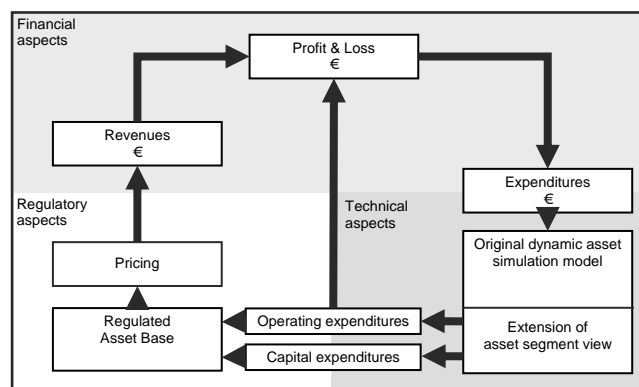 Financial
aspects
Profit & Loss
€
Revenues
€
Expenditures
€
Regulatory
aspects
Technical
aspects
Pricing
Original dynamic asset
simulation model
Regulated
Asset Base
Operating expenditures
Capital expenditures
Extension of
asset segment view